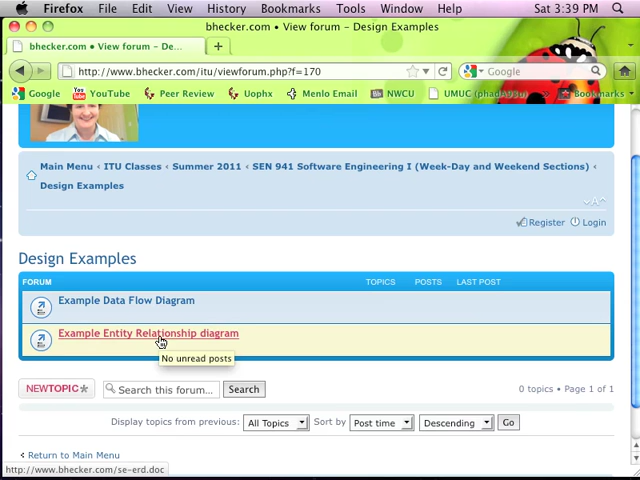 Firefox File Edit View History Bookmarks Tools Window Help Sat 3:39 PM
bhecker.com • View forum – Design Examples
bhecker.com • View forum – De...
http://www.bhecker.com/itu/viewforum.php?f=170 Google
Google YouTube Peer Review Uophx Menlo Email NWCU Bookmarks
Main Menu ‹ ITU Classes ‹ Summer 2011 ‹ SEN 941 Software Engineering I (Week-Day and Weekend Sections) ‹
Design Examples
Register Login
Design Examples
FORUM TOPICS POSTS LAST POST
Example Data Flow Diagram
Example Entity Relationship diagram
No unread posts
NEWTOPIC* Search this forum... Search 0 topics • Page 1 of 1
Display topics from previous: All Topics Sort by Post time Descending Go
Return to Main Menu
http://www.bhecker.com/se-erd.doc